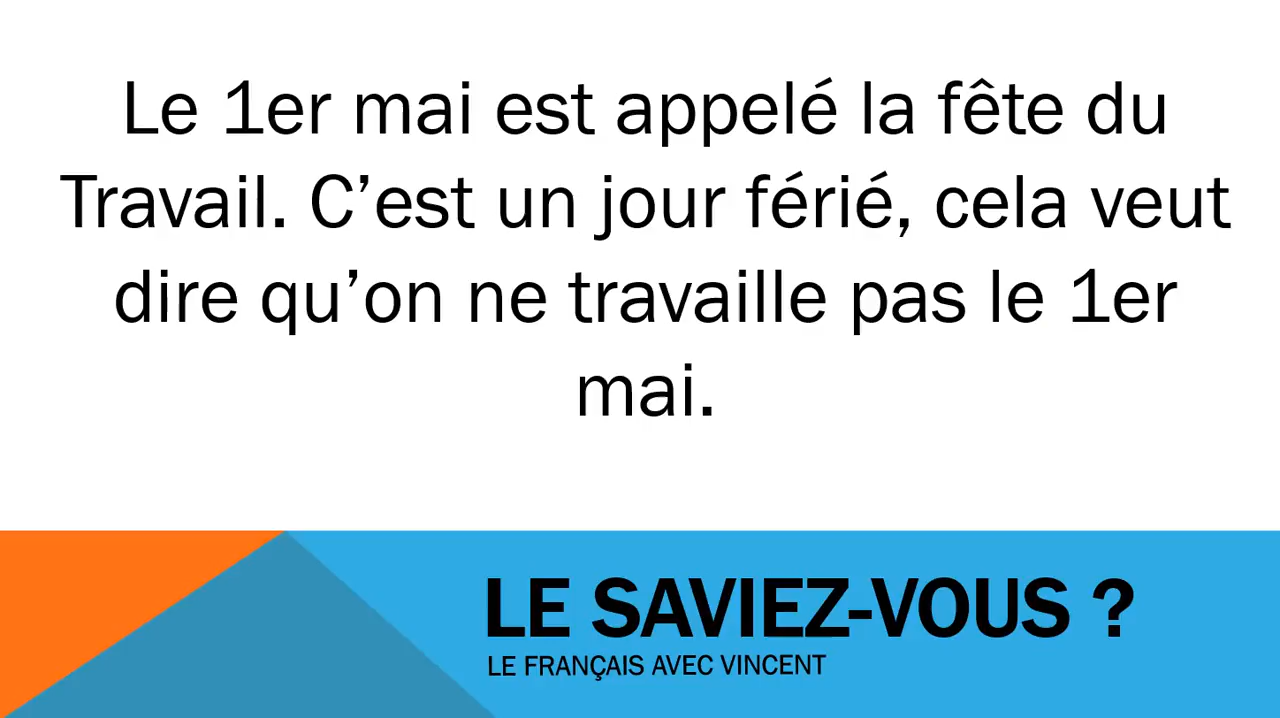 Le 1er mai est appelé la fête du
Travail. C’est un jour férié, cela veut
dire qu’on ne travaille pas le 1er
mai.
LE SAVIEZ-VOUS ?
LE FRANÇAIS AVEC VINCENT